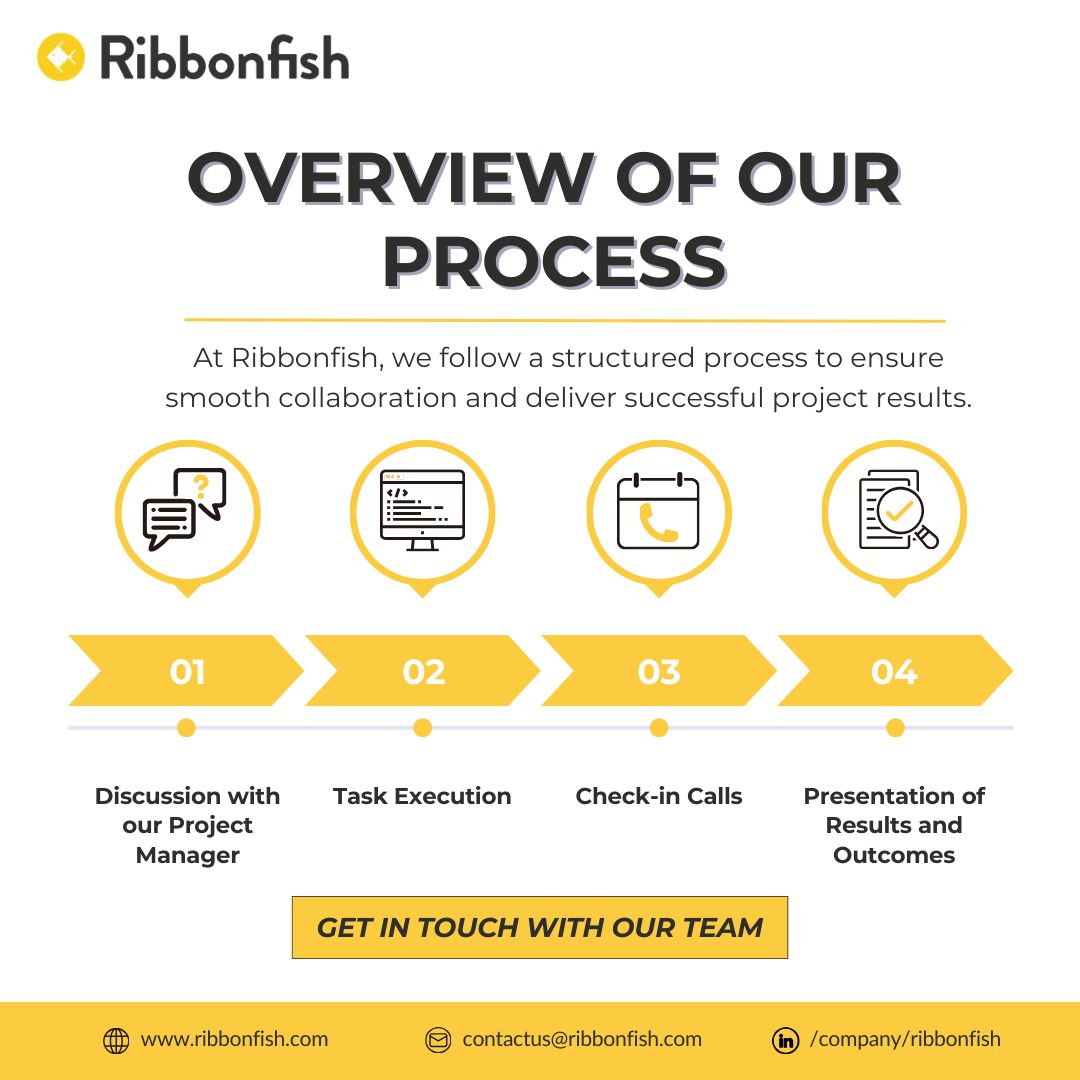 Ribbonfish
OVERVIEW OF OUR
PROCESS
At Ribbonfish, we follow a structured process to ensure
smooth collaboration and deliver successful project results.
?
</>
01
02
03
04
Discussion with
our Project
Manager
Task Execution
Check-in Calls
Presentation of
Results and
Outcomes
GET IN TOUCH WITH OUR TEAM
www.ribbonfish.com
contactus@ribbonfish.com
in
/company/ribbonfish